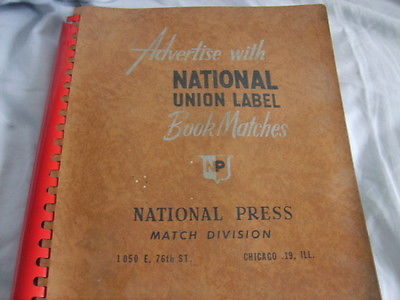 Advertise with
NATIONAL
UNION LABEL
Book Matches
NP
NATIONAL PRESS
MATCH DIVISION
1050 E. 76th ST. CHICAGO .19, ILL.